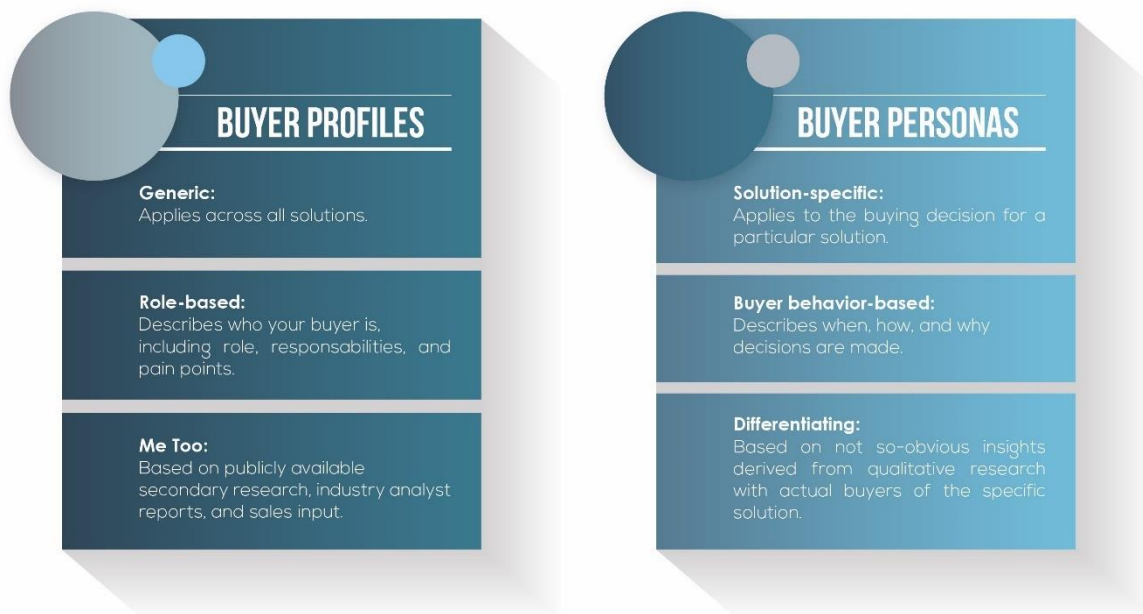 BUYER PROFILES
Generic:
Applies across all solutions.
Role-based:
Describes who your buyer is,
including role, responsabilities, and
pain points.
Me Too:
Based on publicly available
secondary research, industry analyst
reports, and sales input.
BUYER PERSONAS
Solution-specific:
Applies to the buying decision for a
particular solution.
Buyer behavior-based:
Describes when, how, and why
decisions are made.
Differentiating:
Based on not so-obvious insights
derived from qualitative research
with actual buyers of the specific
solution.